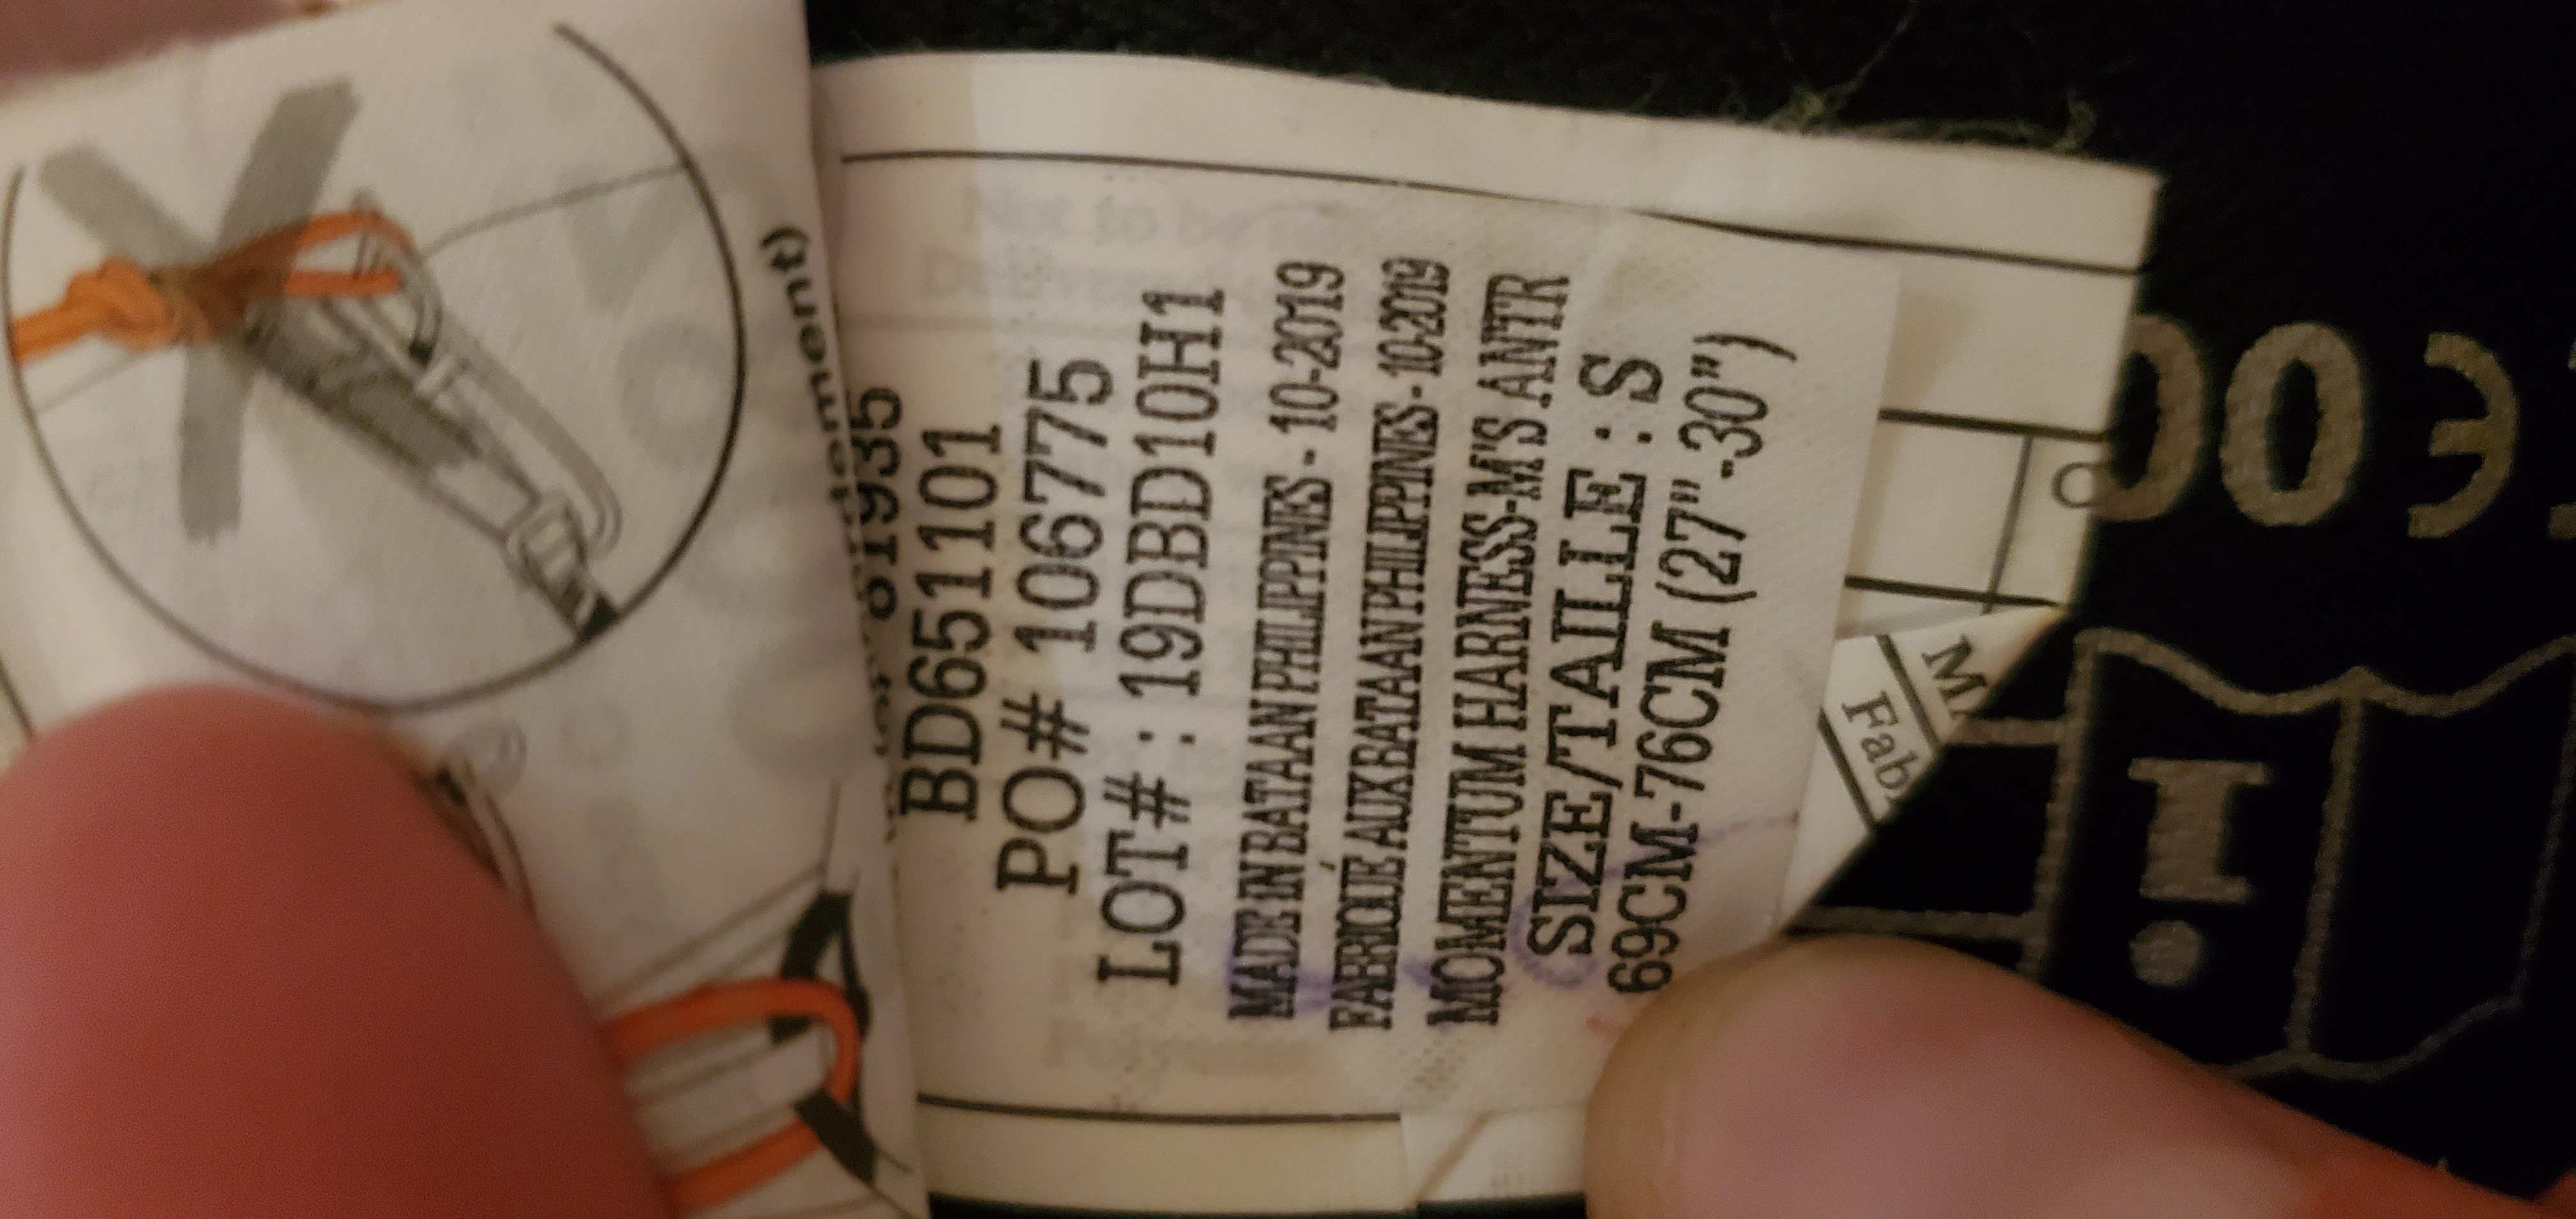 BD651101
PO# 106775
LOT# : 19DBD10H1
MADE IN BATAAN PHILIPPINES - 10-2019
FABRIQUÉ AUX BATAAN PHILIPPINES - 10-2019
MOMENTUM HARNESS-M'S ANTR
SIZE/TAILLE : S
69CM-76CM (27"-30")